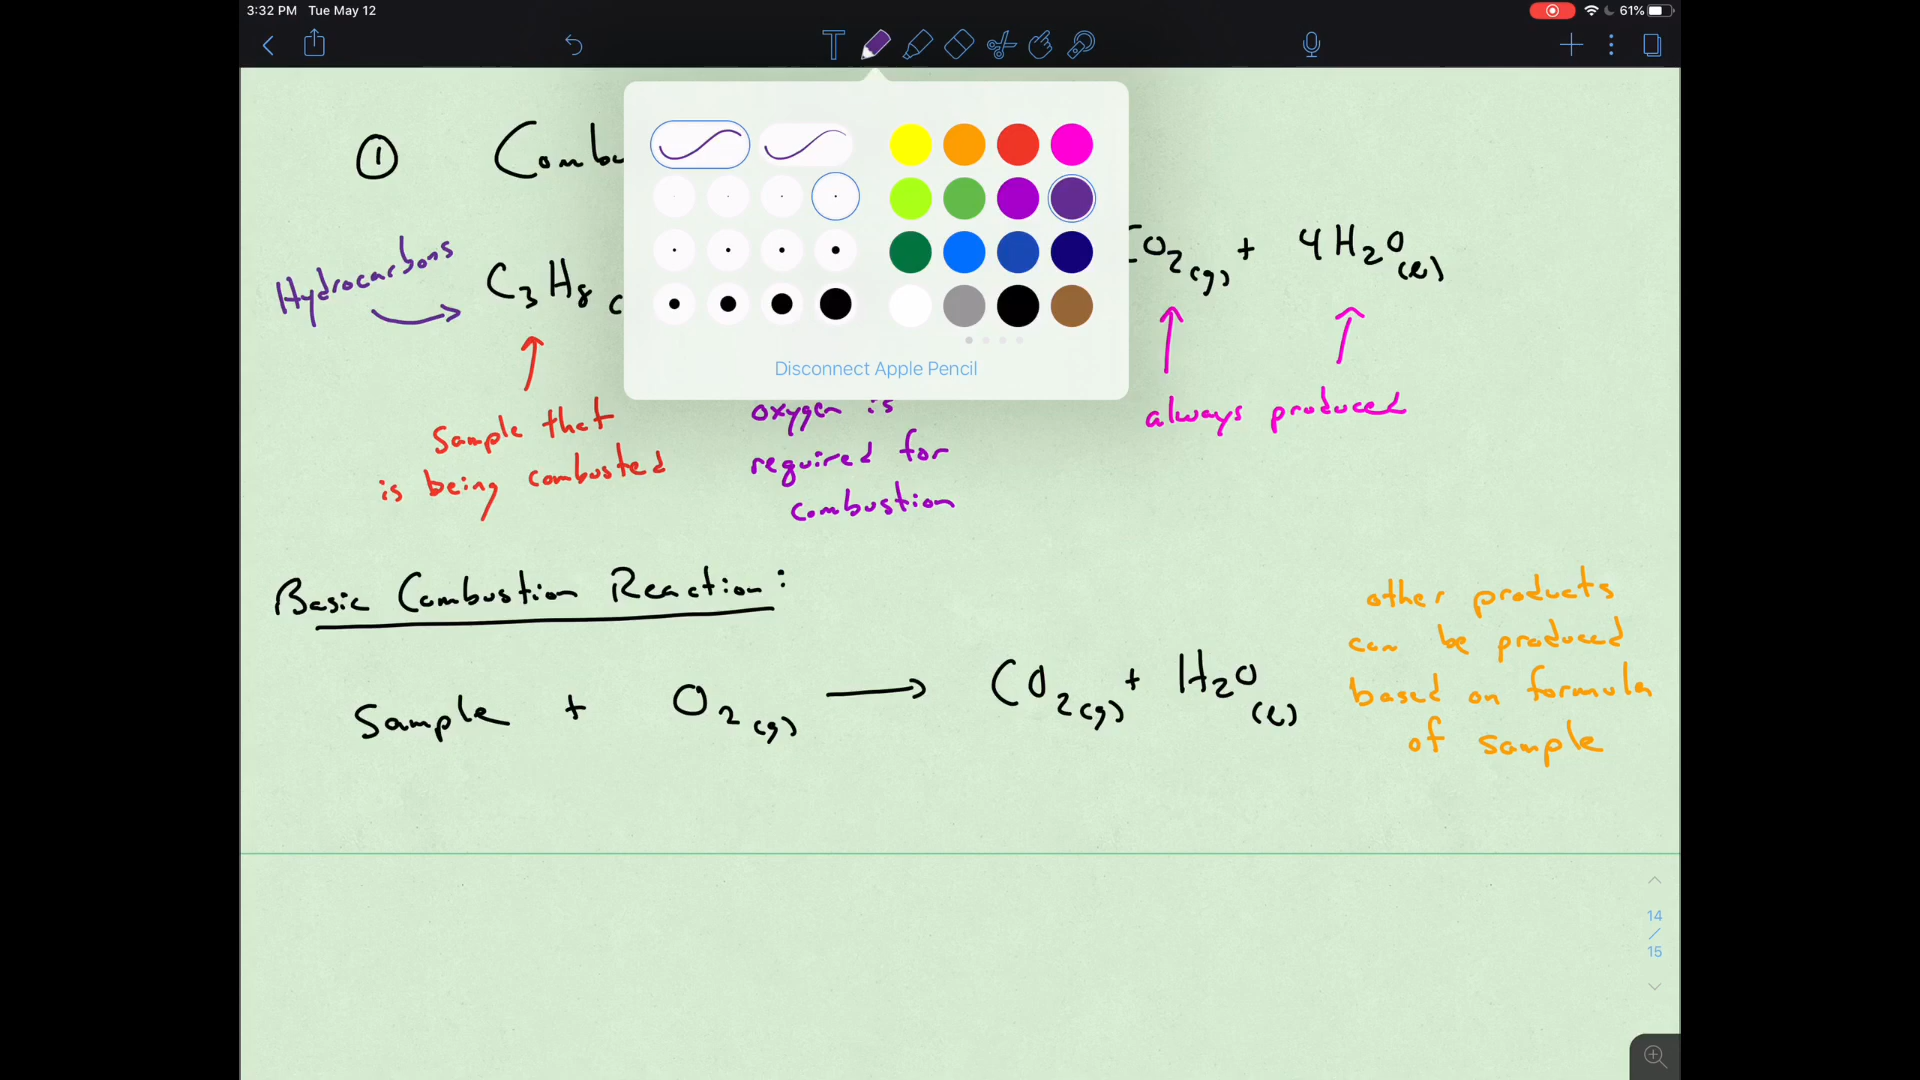 3:32 PM Tue May 12
61%
T
① Combu
Hydrocarbons
C₃H₈
CO₂(g) + 4H₂O(l)
Disconnect Apple Pencil
Sample that
is being combusted
oxygen is
required for
combustion
always produced
Basic Combustion Reaction:
Sample + O₂(g) → CO₂(g) + H₂O(l)
other products
can be produced
based on formula
of sample
14
/
15